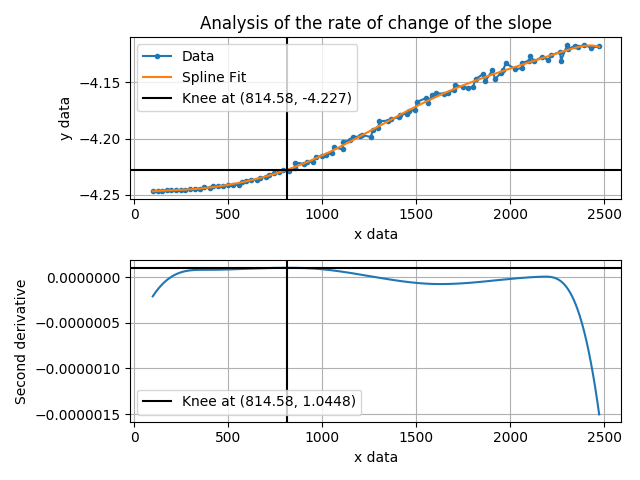 Analysis of the rate of change of the slope
Data
Spline Fit
Knee at (814.58, -4.227)
y data
−4.15
−4.20
−4.25
0 500 1000 1500 2000 2500
x data
Second derivative
0.0000000
−0.0000005
−0.0000010
−0.0000015
Knee at (814.58, 1.0448)
0 500 1000 1500 2000 2500
x data